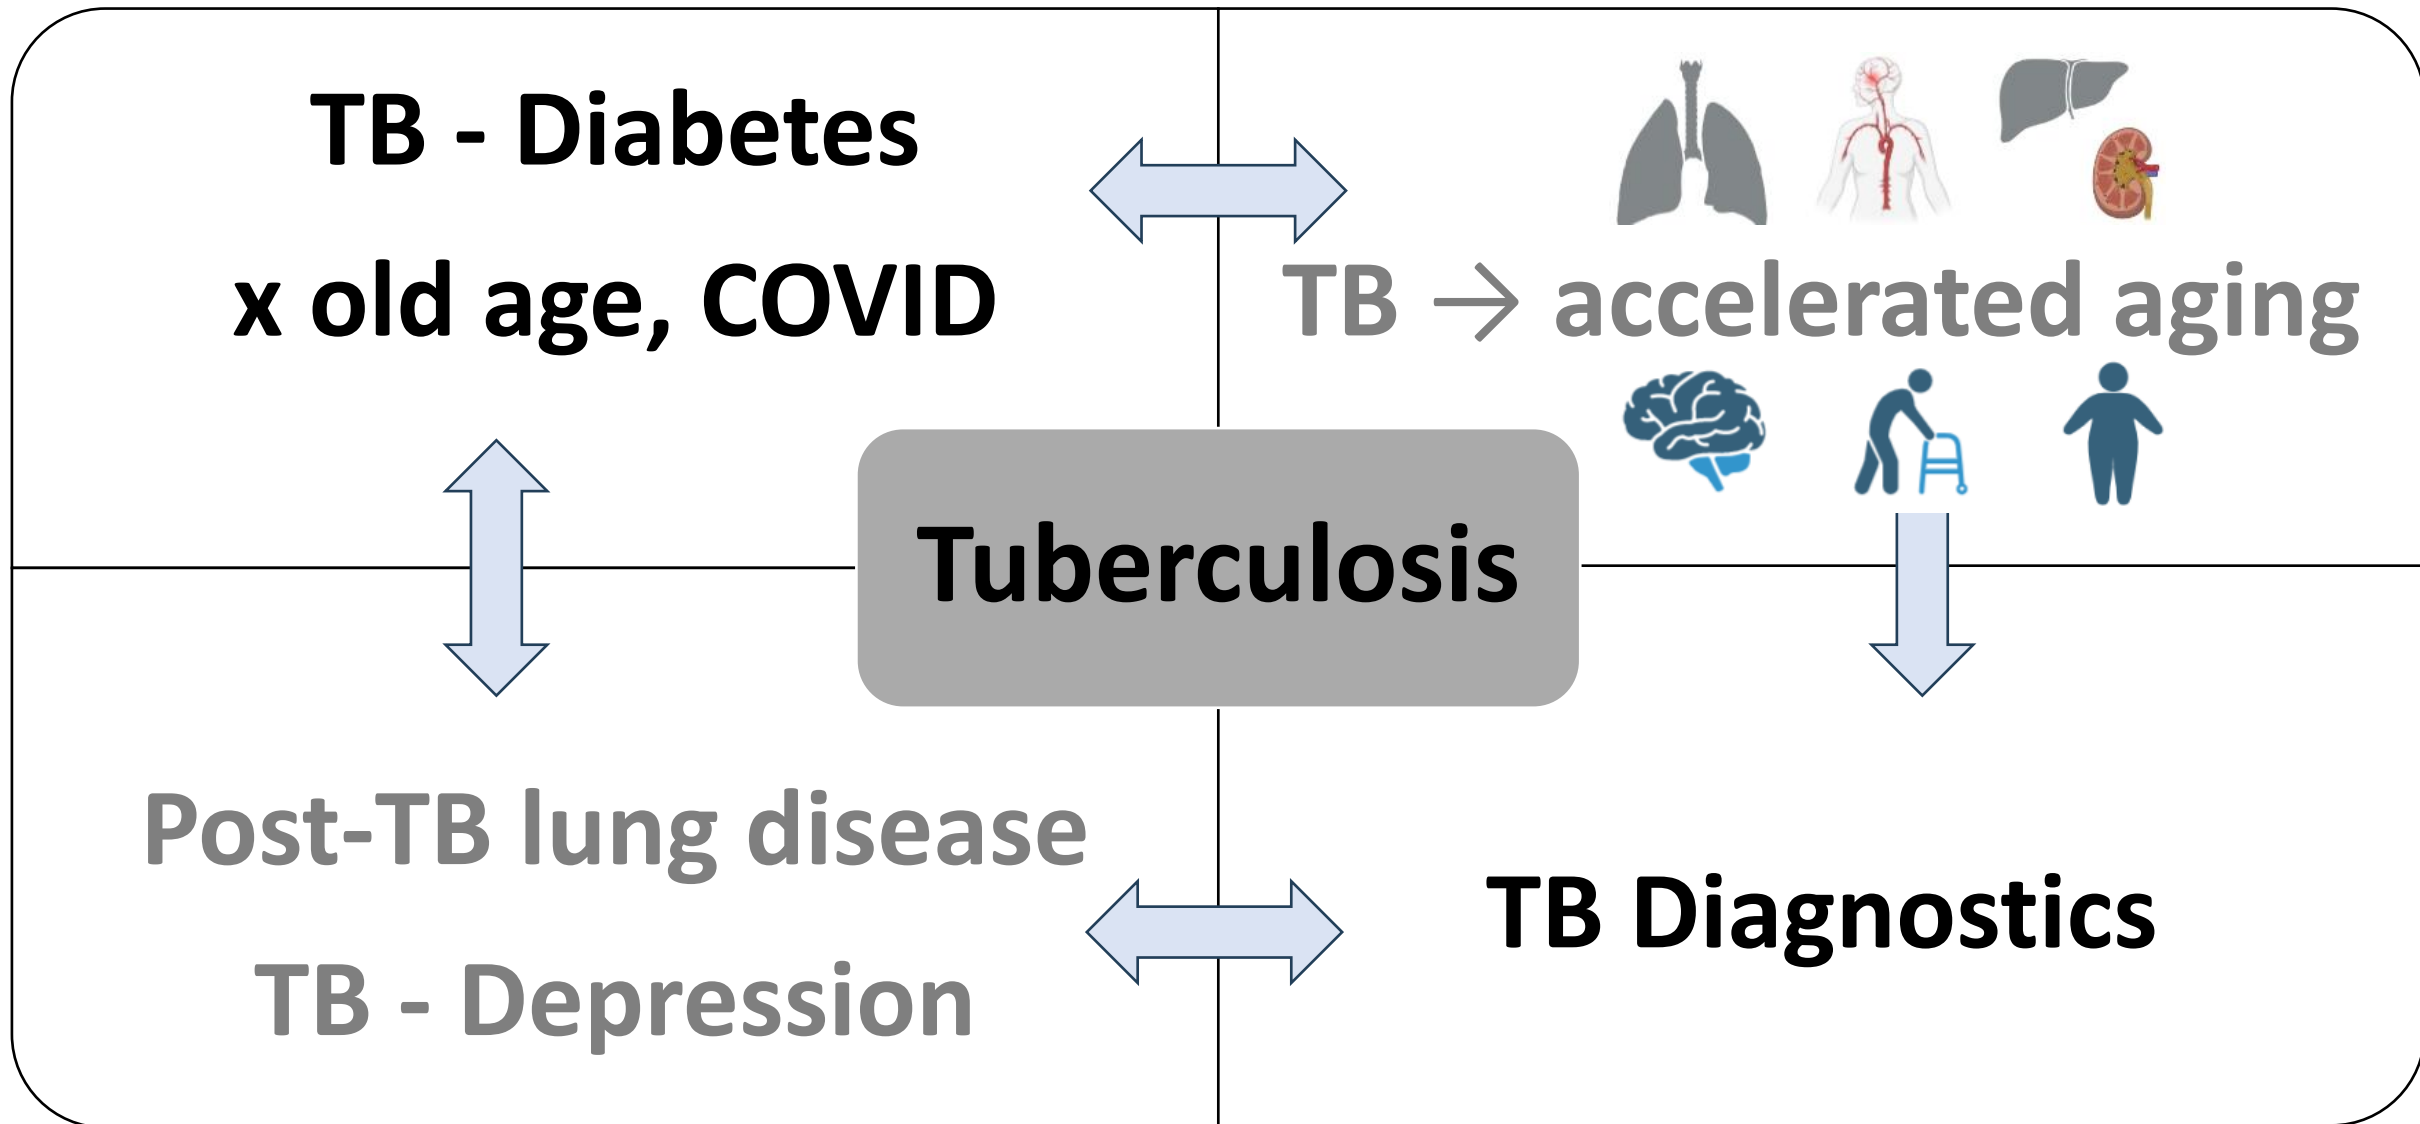 TB - Diabetes
x old age, COVID
TB → accelerated aging
Tuberculosis
Post-TB lung disease
TB - Depression
TB Diagnostics